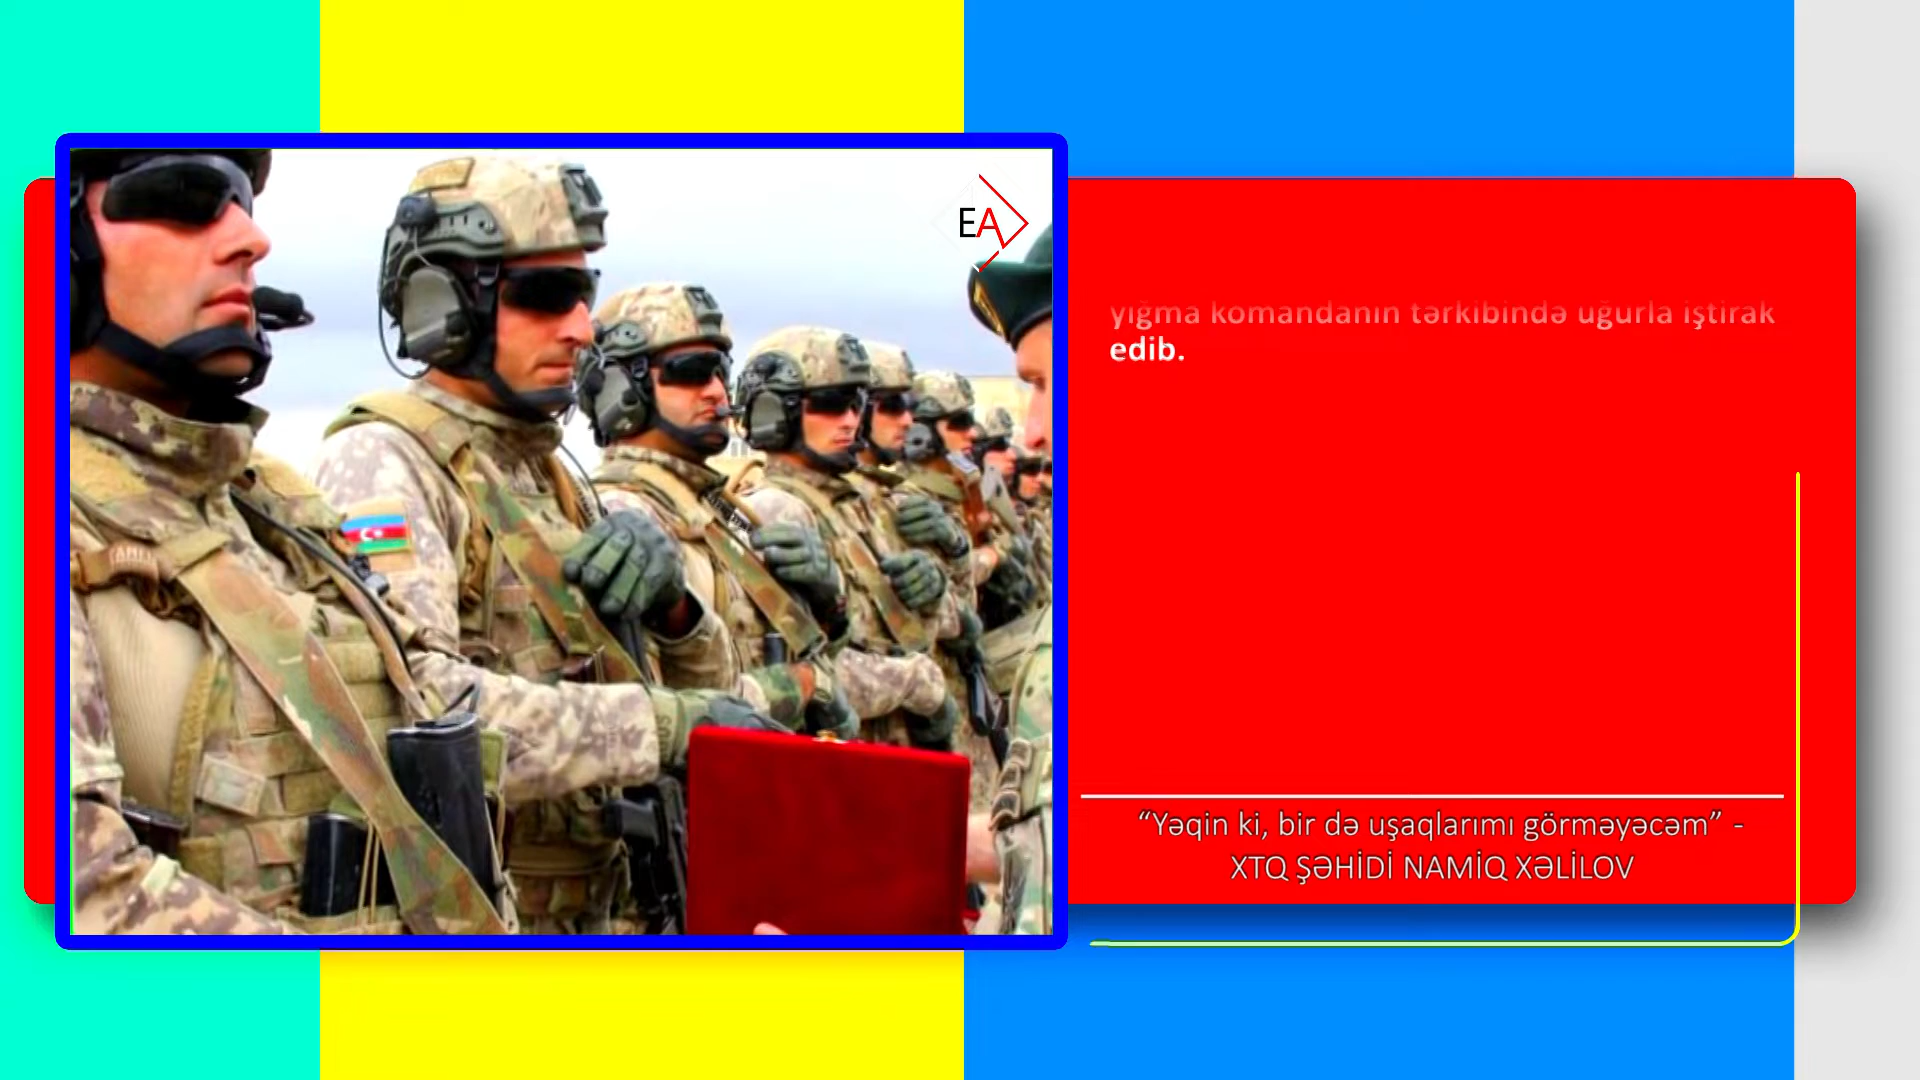 EA
yığma komandanın tərkibində uğurla iştirak
edib.
“Yəqin ki, bir də uşaqlarımı görməyəcəm” -
XTQ ŞƏHİDİ NAMİQ XƏLİLOV